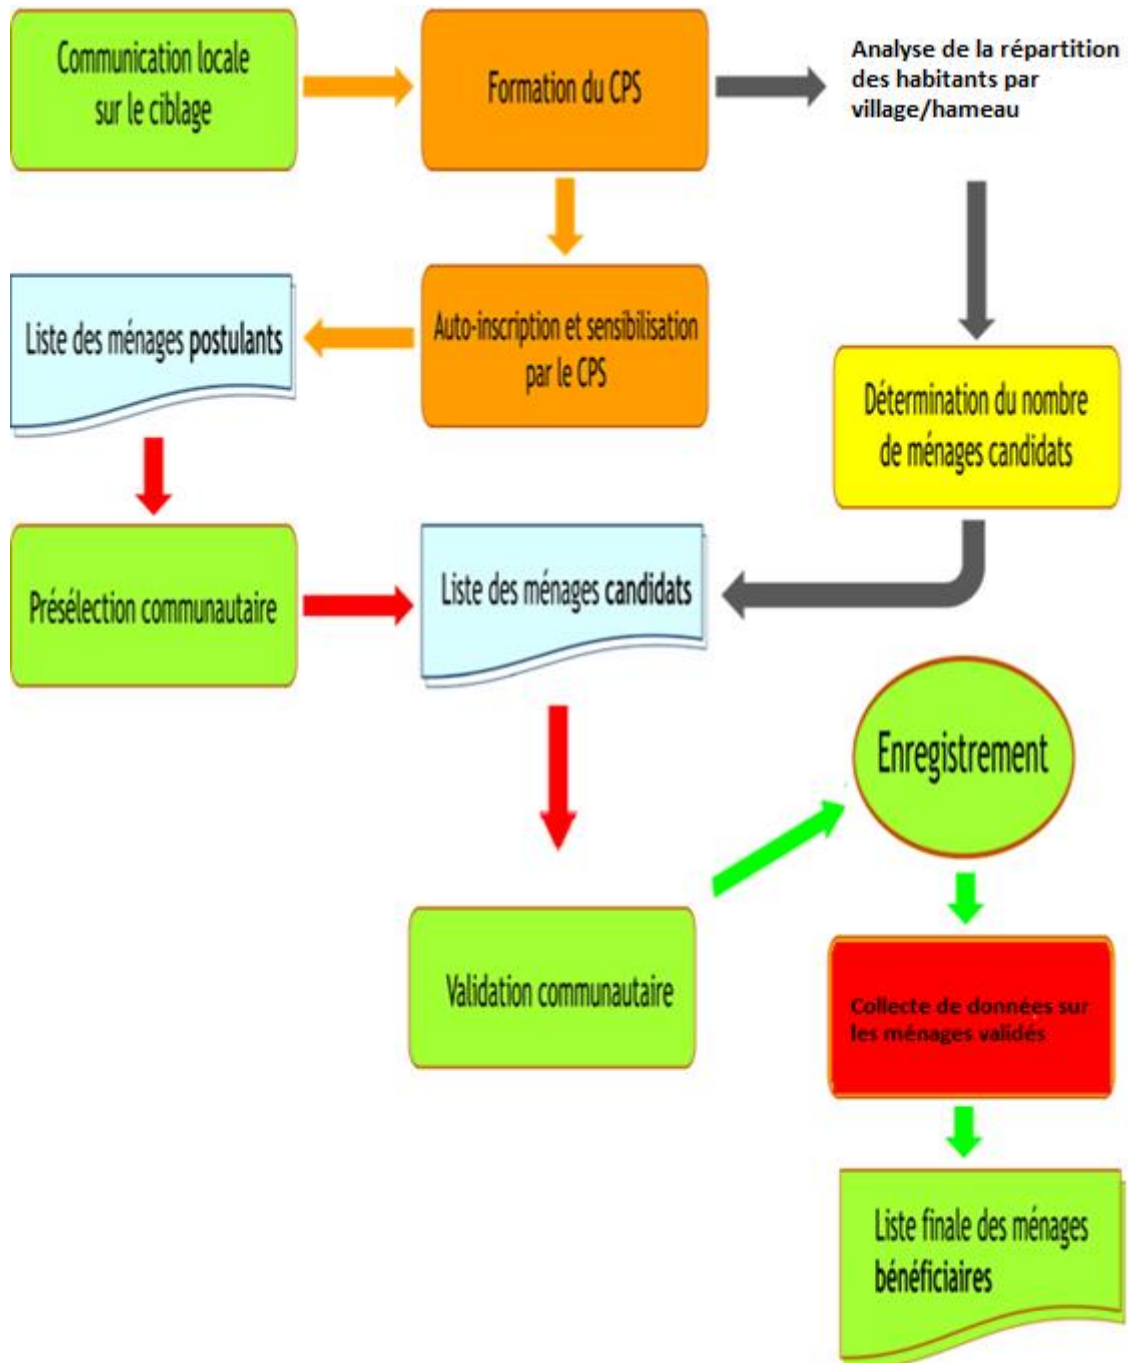 Communication locale
sur le ciblage
Formation du CPS
Analyse de la répartition
des habitants par
village/hameau
Liste des ménages postulants
Auto-inscription et sensibilisation
par le CPS
Détermination du nombre
de ménages candidats
Présélection communautaire
Liste des ménages candidats
Enregistrement
Validation communautaire
Collecte de données sur
les ménages validés
Liste finale des ménages
bénéficiaires